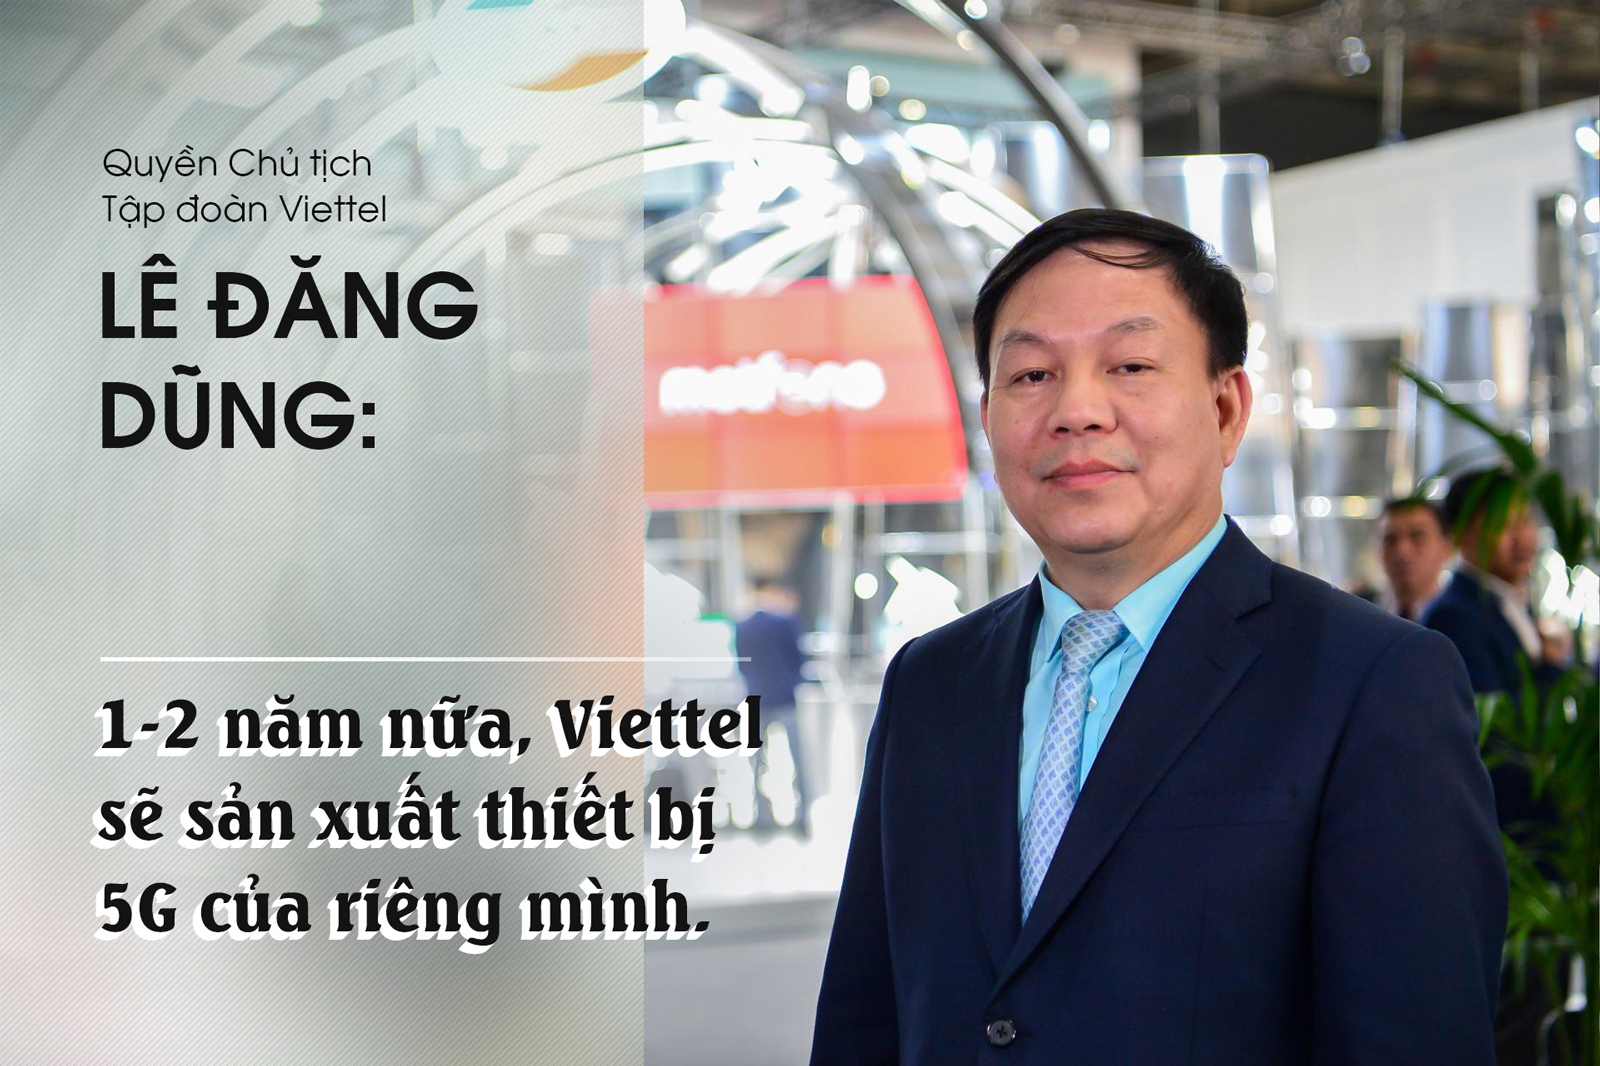 Quyền Chủ tịch
Tập đoàn Viettel
LÊ ĐĂNG
DŨNG:
metfone
1-2 năm nữa, Viettel
sẽ sản xuất thiết bị
5G của riêng mình.